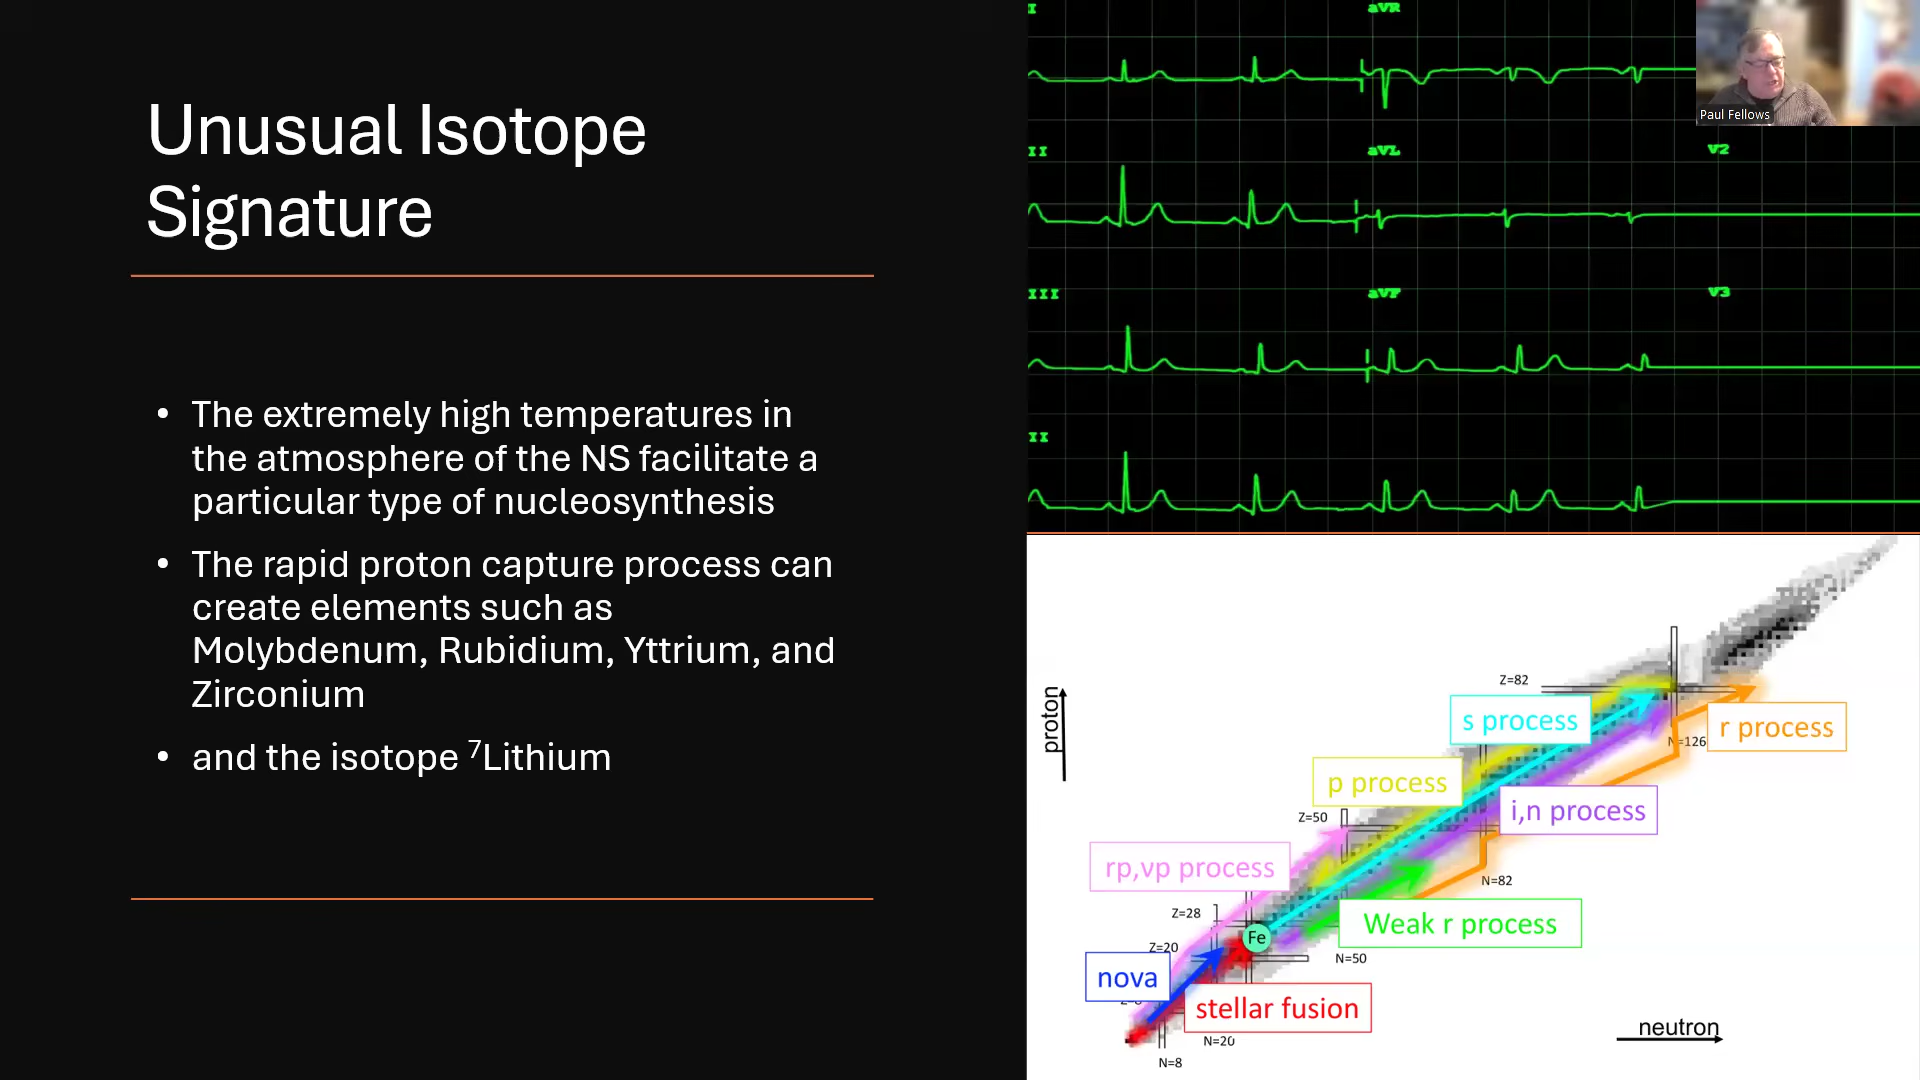 Unusual Isotope
Signature
• The extremely high temperatures in
the atmosphere of the NS facilitate a
particular type of nucleosynthesis
• The rapid proton capture process can
create elements such as
Molybdenum, Rubidium, Yttrium, and
Zirconium
• and the isotope ⁷Lithium
I
aVR
Paul Fellows
II
aVL
V2
III
aVF
V3
II
proton
Z=82
s process
r process
N=126
p process
i,n process
Z=50
rp,νp process
N=82
Z=28
Weak r process
Fe
Z=20
N=50
nova
stellar fusion
neutron
N=20
N=8